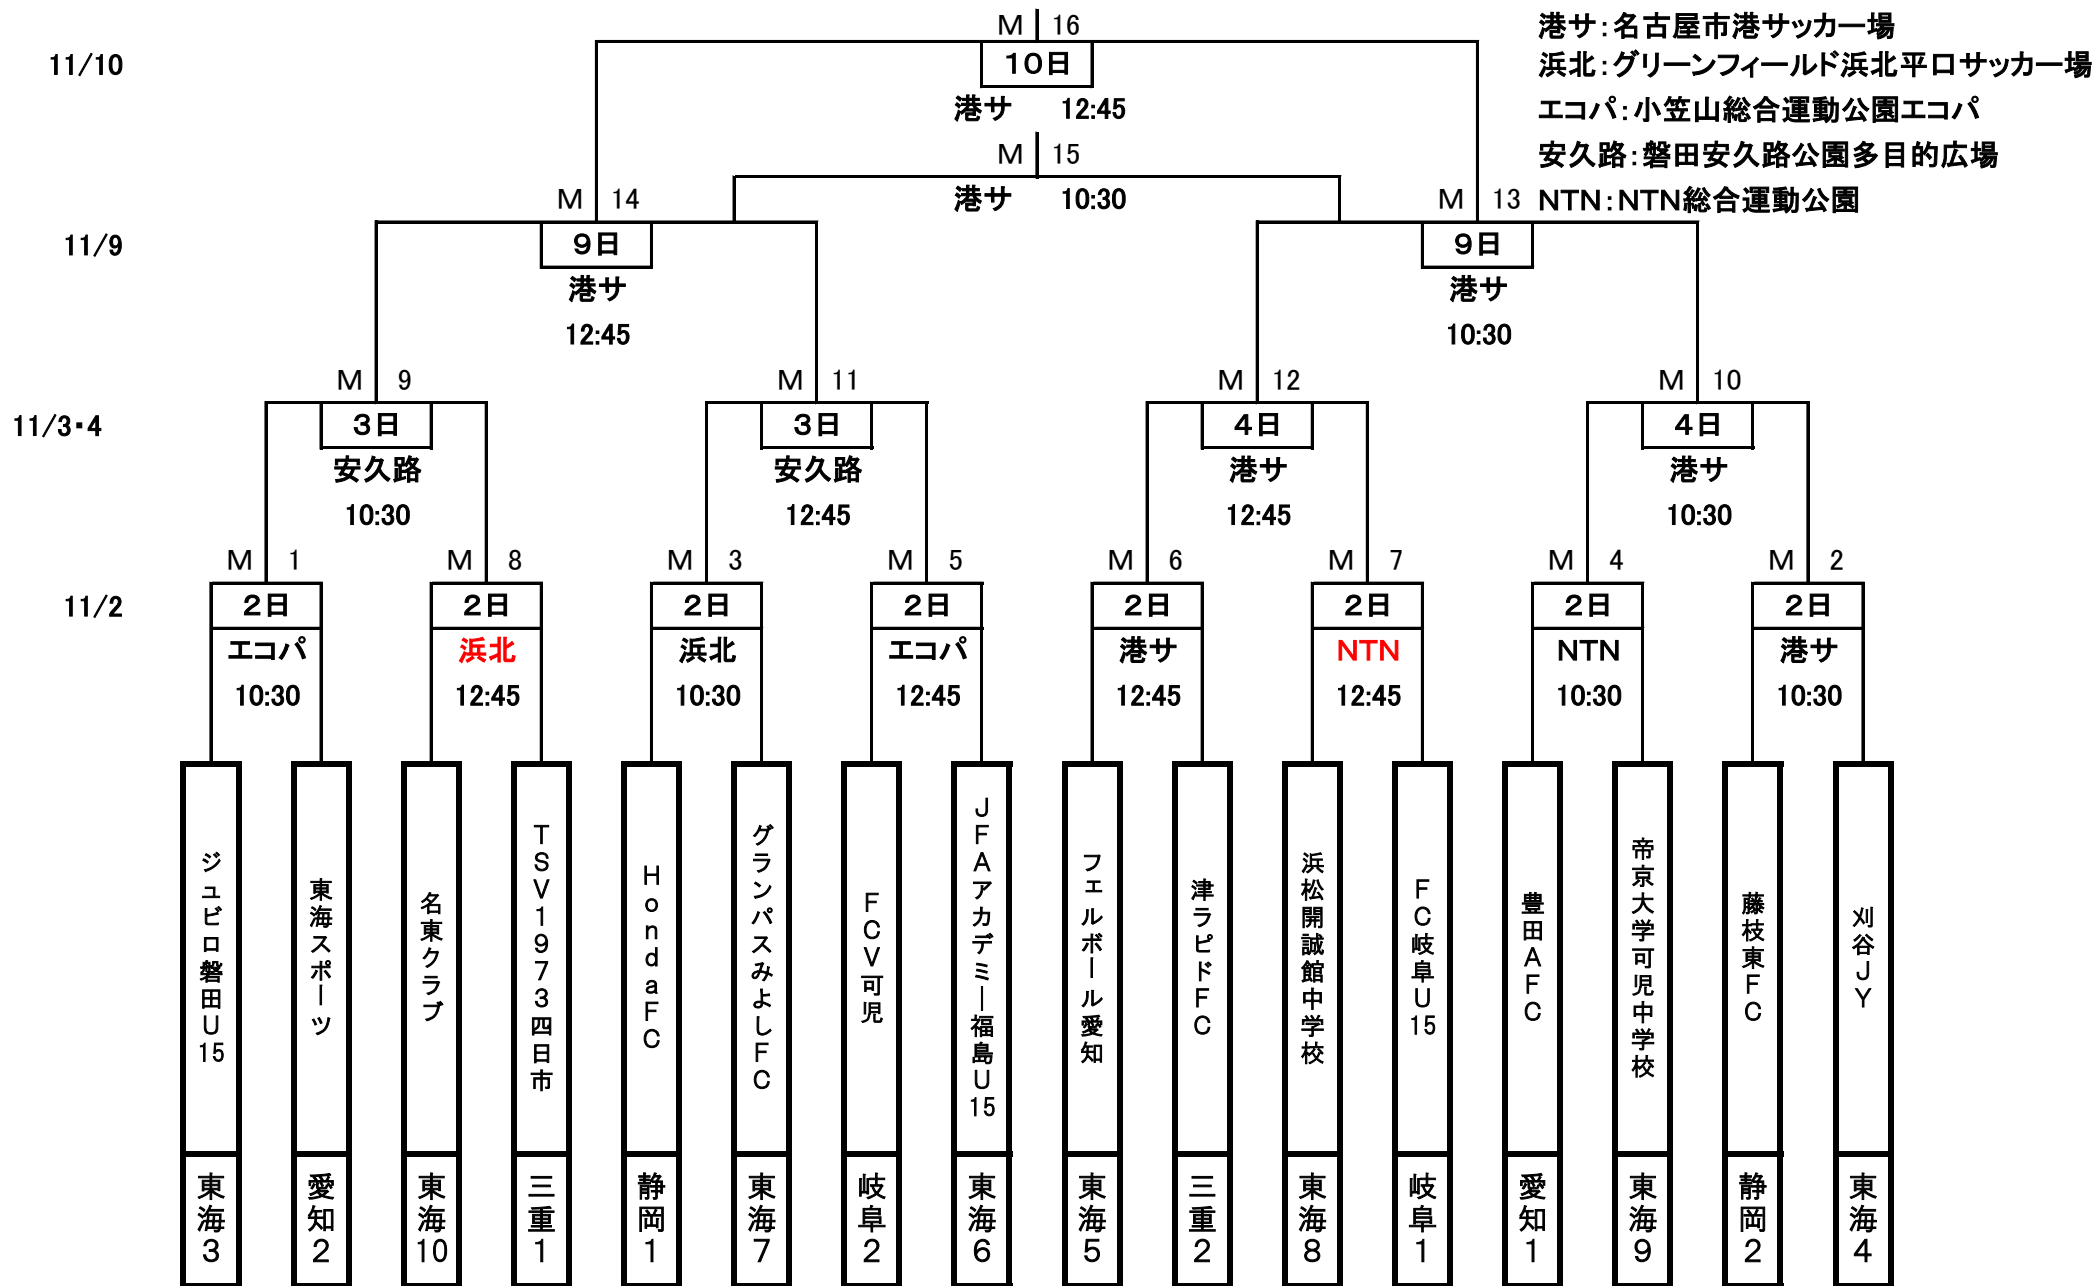 M 16
港サ：名古屋市港サッカー場
11/10
10日
浜北：グリーンフィールド浜北平口サッカー場
港サ 12:45
エコパ：小笠山総合運動公園エコパ
M 15
安久路：磐田安久路公園多目的広場
M 14
港サ 10:30
M 13
NTN：NTN総合運動公園
11/9
9日
9日
港サ
港サ
12:45
10:30
M 9
M 11
M 12
M 10
11/3・4
3日
3日
4日
4日
安久路
安久路
港サ
港サ
10:30
12:45
12:45
10:30
M 1
M 8
M 3
M 5
M 6
M 7
M 4
M 2
11/2
2日
2日
2日
2日
2日
2日
2日
2日
エコパ
浜北
浜北
エコパ
港サ
NTN
NTN
港サ
10:30
12:45
10:30
12:45
12:45
12:45
10:30
10:30
ジュビロ磐田U15
東海スポーツ
名東クラブ
TSV1973四日市
HondaFC
グランパスみよしFC
FCV可児
JFAアカデミー福島U15
フェルボール愛知
津ラピドFC
浜松開誠館中学校
FC岐阜U15
豊田AFC
帝京大学可児中学校
藤枝東FC
刈谷JY
東海3
愛知2
東海10
三重1
静岡1
東海7
岐阜2
東海6
東海5
三重2
東海8
岐阜1
愛知1
東海9
静岡2
東海4